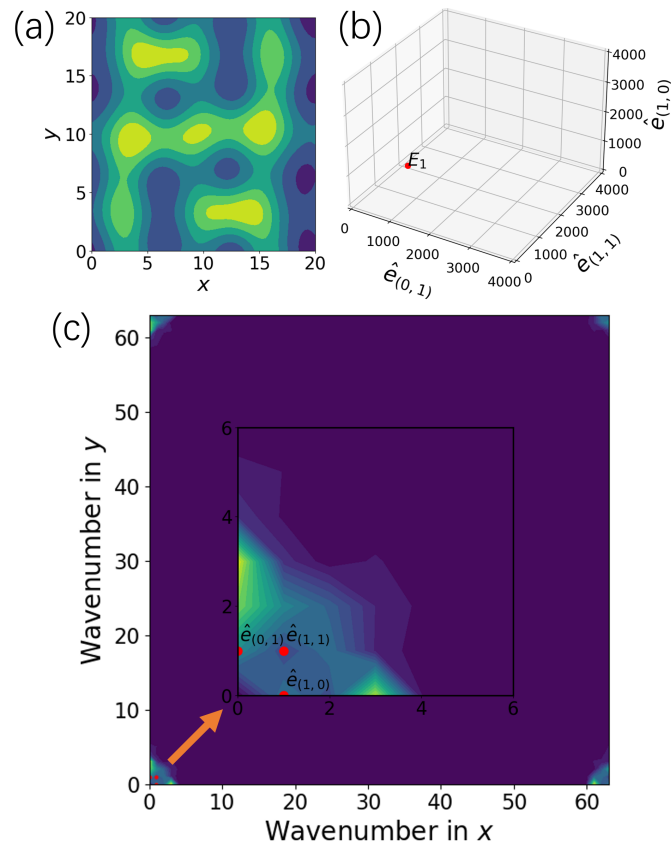 (a)
20
15
10
5
0
y
0 5 10 15 20
x
(b)
E1
0 1000 2000 3000 4000
ê(0, 1)
0 1000 2000 3000 4000
ê(1, 1)
0 1000 2000 3000 4000
ê(1, 0)
(c)
60
50
40
30
20
10
0
Wavenumber in y
6
4
2
0
ê(0, 1) ê(1, 1)
ê(1, 0)
0 2 4 6
0 10 20 30 40 50 60
Wavenumber in x